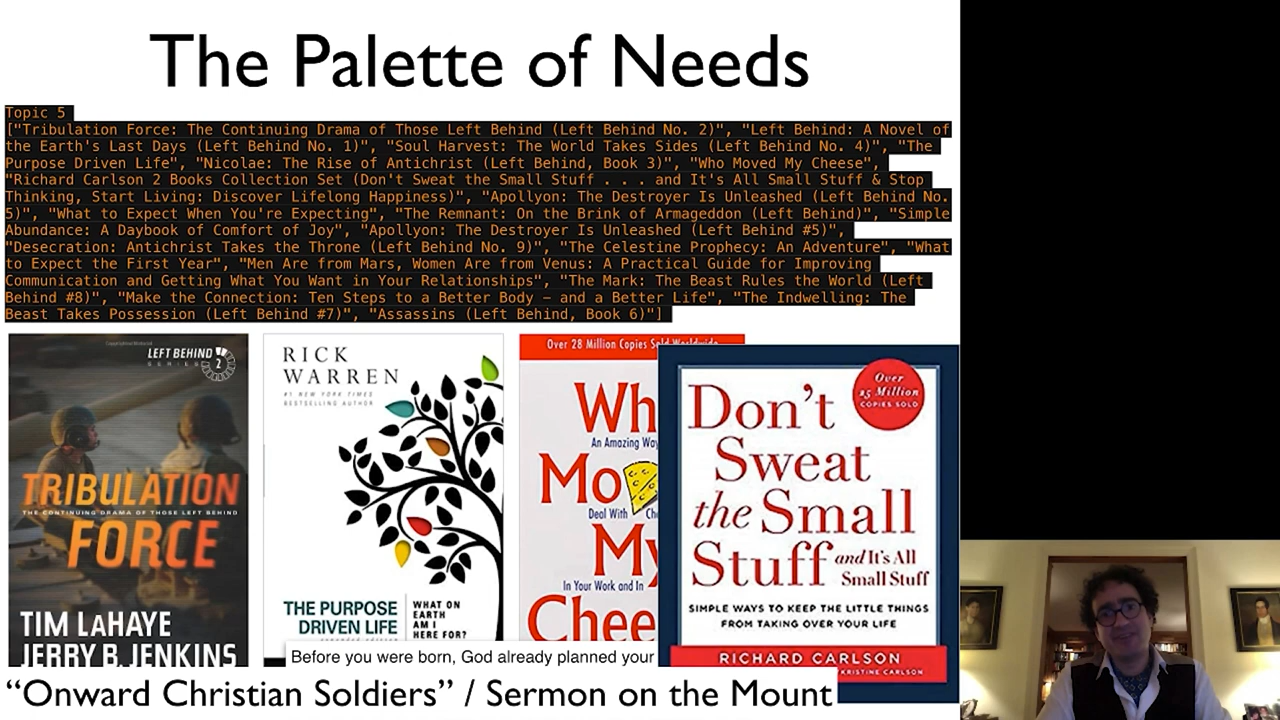 The Palette of Needs
Topic 5
["Tribulation Force: The Continuing Drama of Those Left Behind (Left Behind No. 2)", "Left Behind: A Novel of
the Earth's Last Days (Left Behind No. 1)", "Soul Harvest: The World Takes Sides (Left Behind No. 4)", "The
Purpose Driven Life", "Nicolae: The Rise of Antichrist (Left Behind, Book 3)", "Who Moved My Cheese",
"Richard Carlson 2 Books Collection Set (Don't Sweat the Small Stuff . . . and It's All Small Stuff & Stop
Thinking, Start Living: Discover Lifelong Happiness)", "Apollyon: The Destroyer Is Unleashed (Left Behind No.
5)", "What to Expect When You're Expecting", "The Remnant: On the Brink of Armageddon (Left Behind)", "Simple
Abundance: A Daybook of Comfort of Joy", "Apollyon: The Destroyer Is Unleashed (Left Behind #5)",
"Desecration: Antichrist Takes the Throne (Left Behind No. 9)", "The Celestine Prophecy: An Adventure", "What
to Expect the First Year", "Men Are from Mars, Women Are from Venus: A Practical Guide for Improving
Communication and Getting What You Want in Your Relationships", "The Mark: The Beast Rules the World (Left
Behind #8)", "Make the Connection: Ten Steps to a Better Body — and a Better Life", "The Indwelling: The
Beast Takes Possession (Left Behind #7)", "Assassins (Left Behind, Book 6)"]
LEFT BEHIND
SERIES
2
TRIBULATION
THE CONTINUING DRAMA OF THOSE LEFT BEHIND
FORCE
TIM LaHAYE
JERRY B. JENKINS
RICK
WARREN
#1 NEW YORK TIMES
BESTSELLING AUTHOR
THE PURPOSE
DRIVEN LIFE
WHAT ON
EARTH
AM I
HERE FOR?
Before you were born, God already planned your
Over 28 Million Copies Sold Worldwide
Wh
An Amazing Way
Mo
Deal With Ch
My
In Your Work and In
Chee
Over
25 Million
COPIES SOLD
Don't
Sweat
the Small
Stuff and It's All
Small Stuff
SIMPLE WAYS TO KEEP THE LITTLE THINGS
FROM TAKING OVER YOUR LIFE
RICHARD CARLSON
KRISTINE CARLSON
“Onward Christian Soldiers” / Sermon on the Mount